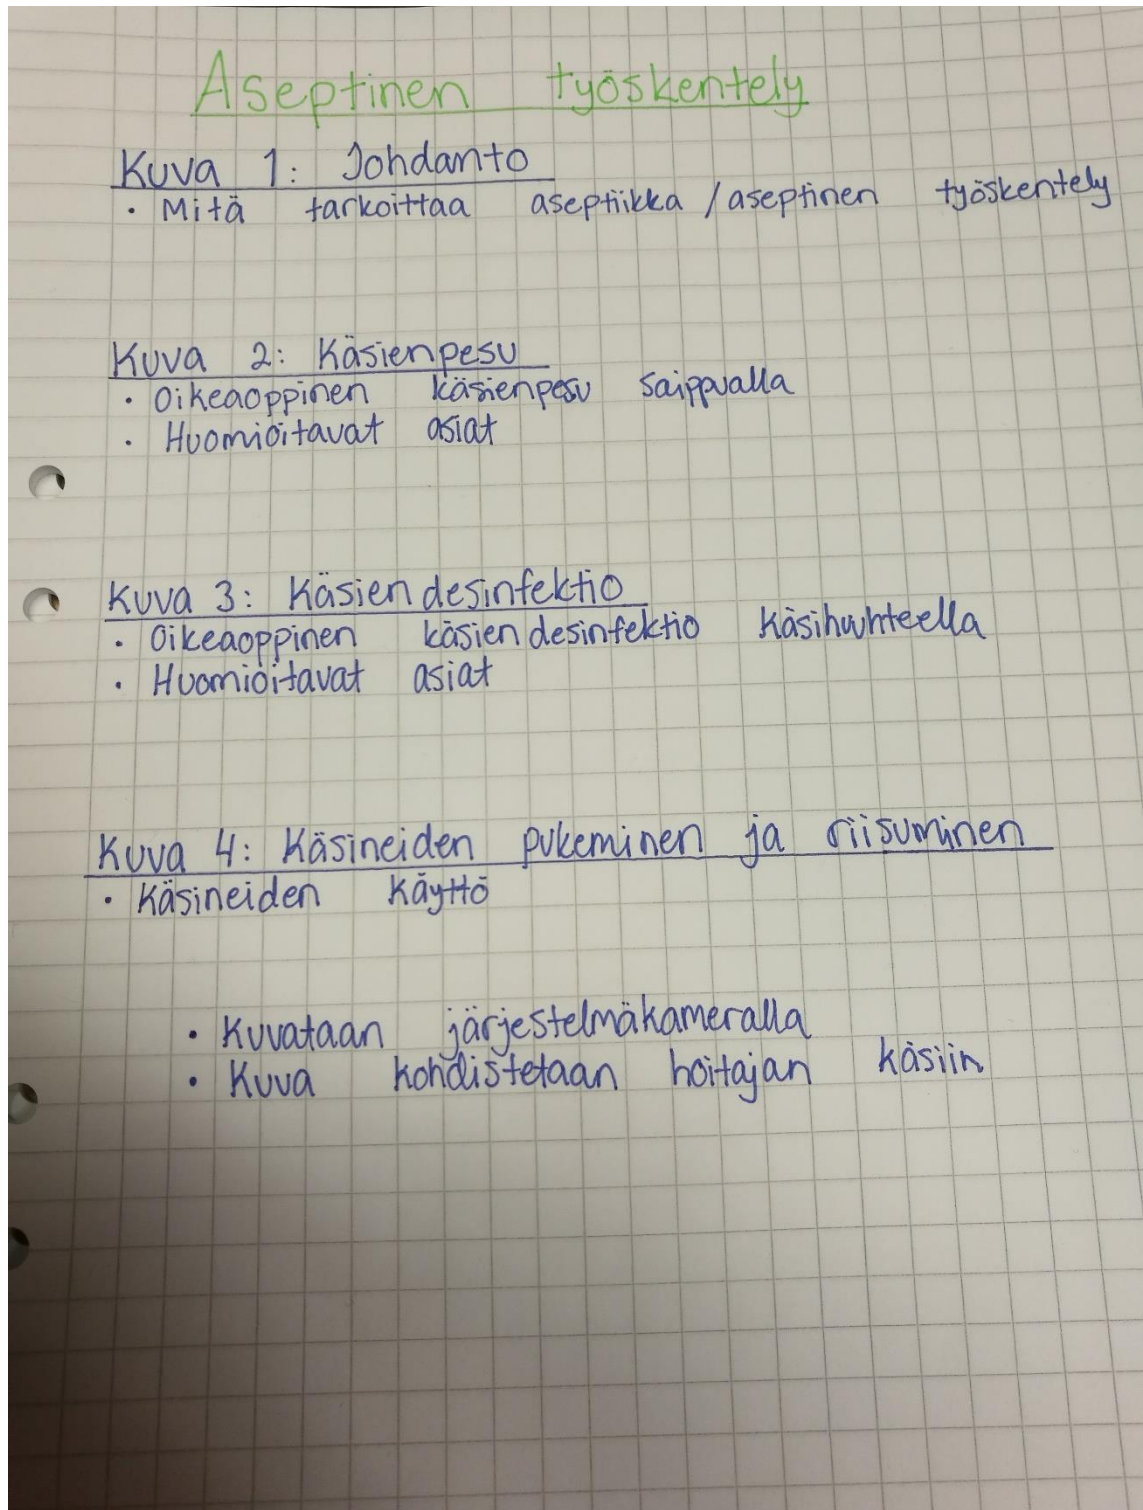 Aseptinen työskentely
Kuva 1: Johdanto
• Mitä tarkoittaa aseptiikka / aseptinen työskentely
Kuva 2: Käsienpesu
• Oikeaoppinen käsienpesu saippualla
• Huomioitavat asiat
Kuva 3: Käsien desinfektio
• Oikeaoppinen käsien desinfektio käsihuuhteella
• Huomioitavat asiat
Kuva 4: Käsineiden pukeminen ja riisuminen
• Käsineiden käyttö
• Kuvataan järjestelmäkameralla
• Kuva kohdistetaan hoitajan käsiin